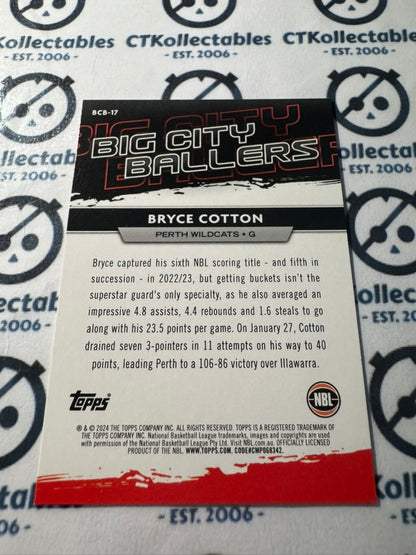 CTKollectables CTKollectables
- EST. 2006 - - EST. 2006 -
BCB-17
BIG CITY
BIG CITY
BALLERS
BALLERS
BRYCE COTTON
PERTH WILDCATS • G
Bryce captured his sixth NBL scoring title - and fifth in
succession - in 2022/23, but getting buckets isn't the
superstar guard's only specialty, as he also averaged an
impressive 4.8 assists, 4.4 rebounds and 1.6 steals to go
along with his 23.5 points per game. On January 27, Cotton
drained seven 3-pointers in 11 attempts on his way to 40
points, leading Perth to a 106-86 victory over Illawarra.
Topps
NBL
® & © 2024 THE TOPPS COMPANY INC. ALL RIGHTS RESERVED. TOPPS IS A REGISTERED TRADEMARK OF
THE TOPPS COMPANY, INC. National Basketball League trademarks, images and copyrights are used
with permission of the National Basketball League Pty Ltd. Visit NBL.com.au. OFFICIALLY LICENSED
PRODUCT OF THE NBL. WWW.TOPPS.COM. CODE#CMP068342.
- EST. 2006 - - EST. 2006 -